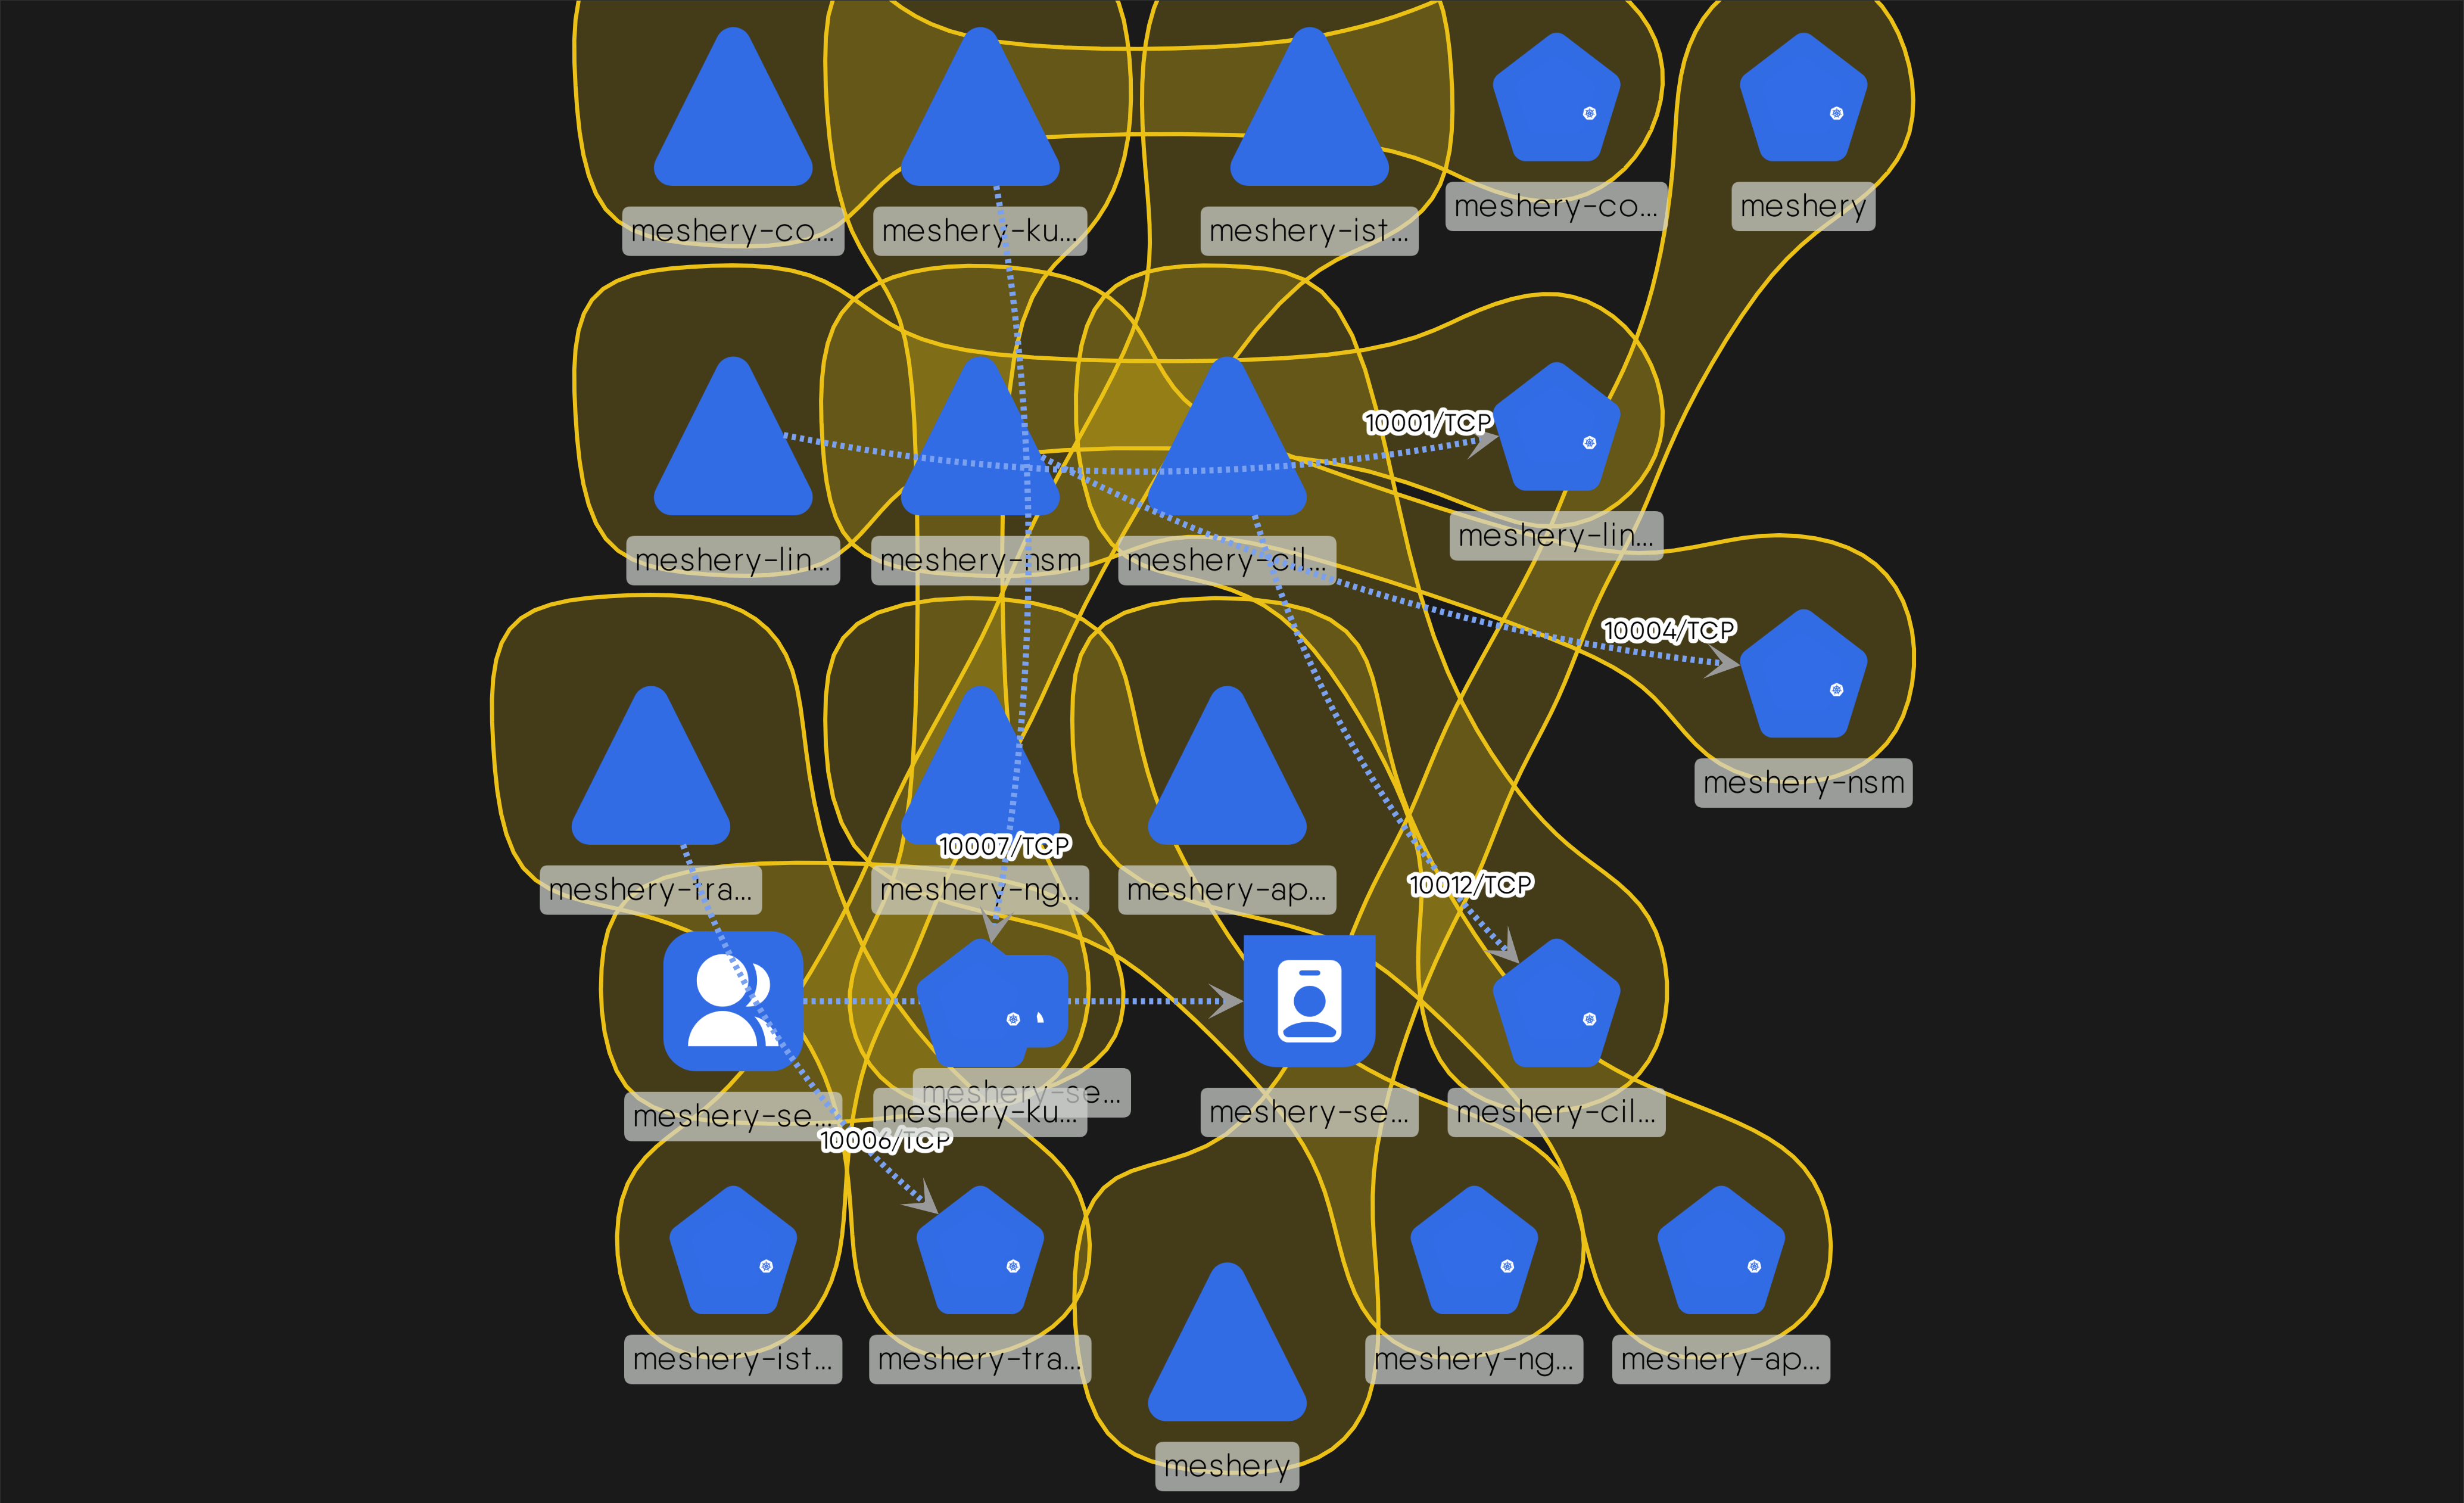 meshery-co...
meshery-ku...
meshery-ist...
meshery-co...
meshery
10001/TCP
meshery-lin...
meshery-nsm
meshery-cil...
meshery-lin...
10004/TCP
meshery-nsm
10007/TCP
10012/TCP
meshery-tra...
meshery-ng...
meshery-ap...
meshery-se...
meshery-se...
meshery-ku...
meshery-se...
meshery-cil...
10006/TCP
meshery-ist...
meshery-tra...
meshery-ng...
meshery-ap...
meshery